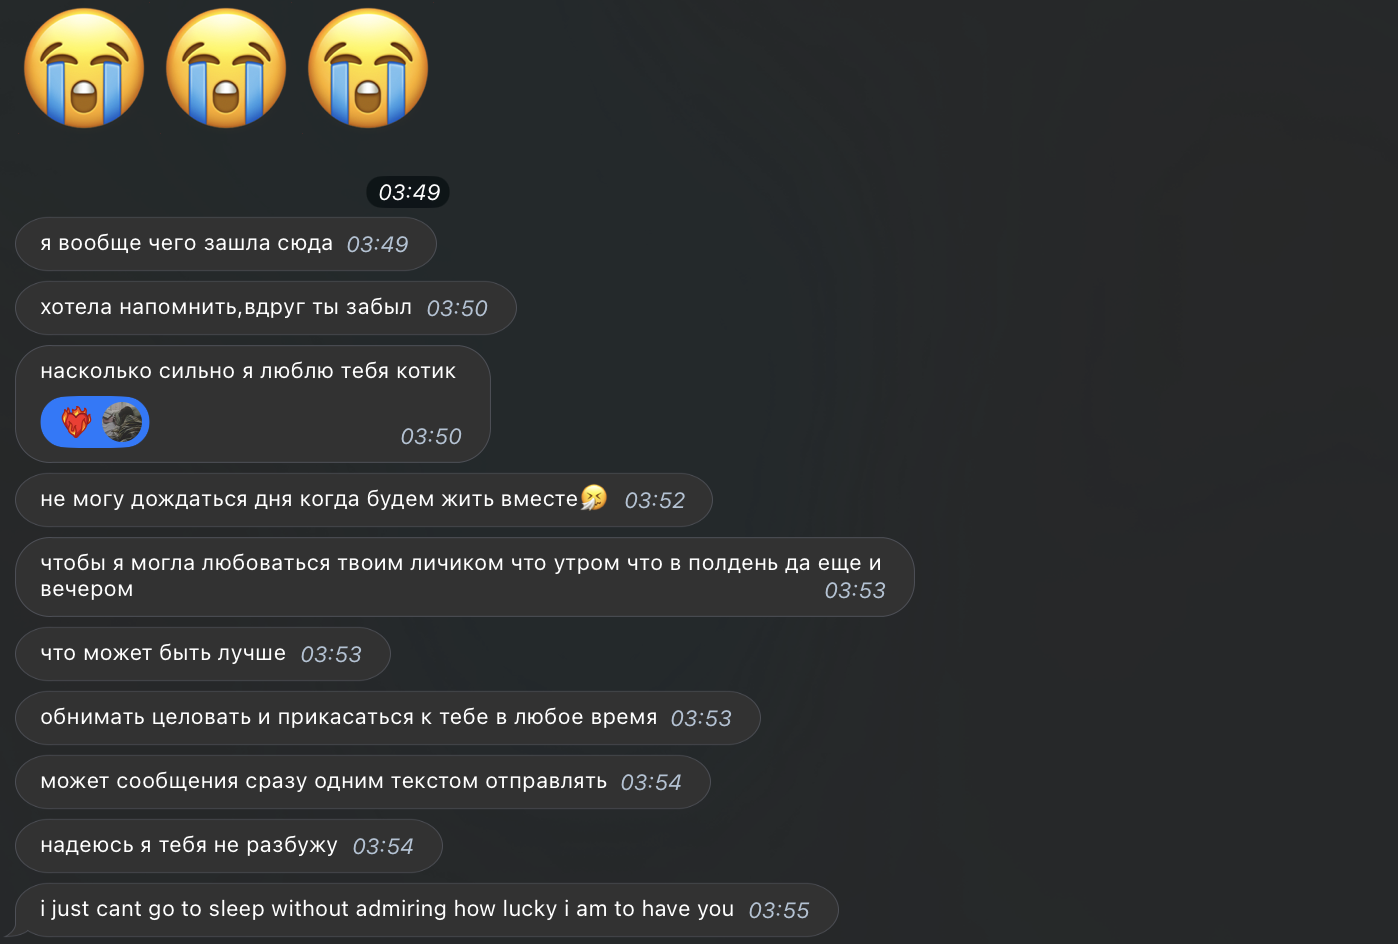 03:49
я вообще чего зашла сюда 03:49
хотела напомнить,вдруг ты забыл 03:50
насколько сильно я люблю тебя котик
03:50
не могу дождаться дня когда будем жить вместе🤧 03:52
чтобы я могла любоваться твоим личиком что утром что в полдень да еще и
вечером 03:53
что может быть лучше 03:53
обнимать целовать и прикасаться к тебе в любое время 03:53
может сообщения сразу одним текстом отправлять 03:54
надеюсь я тебя не разбужу 03:54
i just cant go to sleep without admiring how lucky i am to have you 03:55